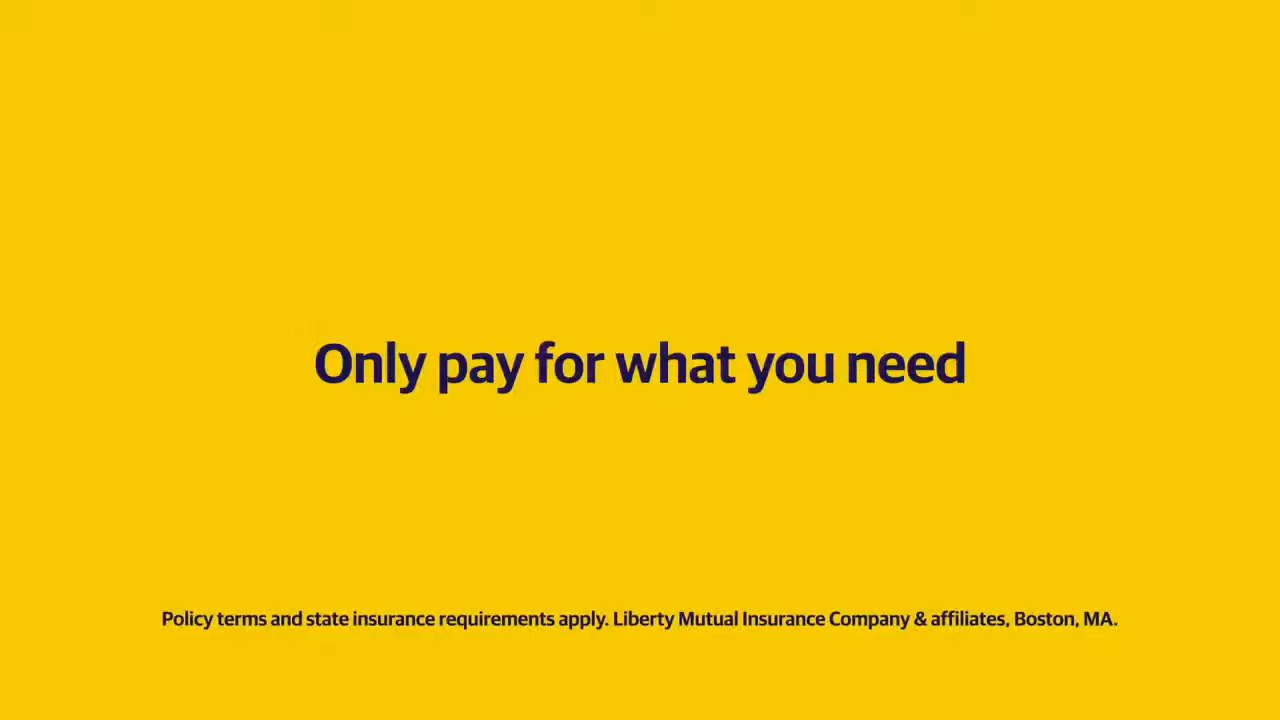 Only pay for what you need
Policy terms and state insurance requirements apply. Liberty Mutual Insurance Company & affiliates, Boston, MA.